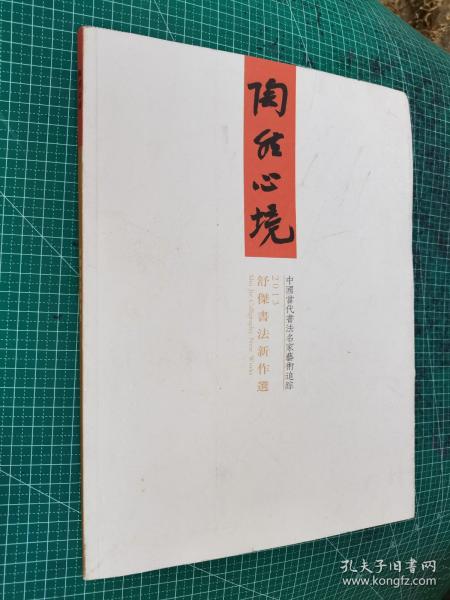 陶然心境
中國當代書法名家藝術追踪
2013
舒傑書法新作選
Shu Jie Calligraphy New Works
孔夫子旧书网
www.kongfz.com